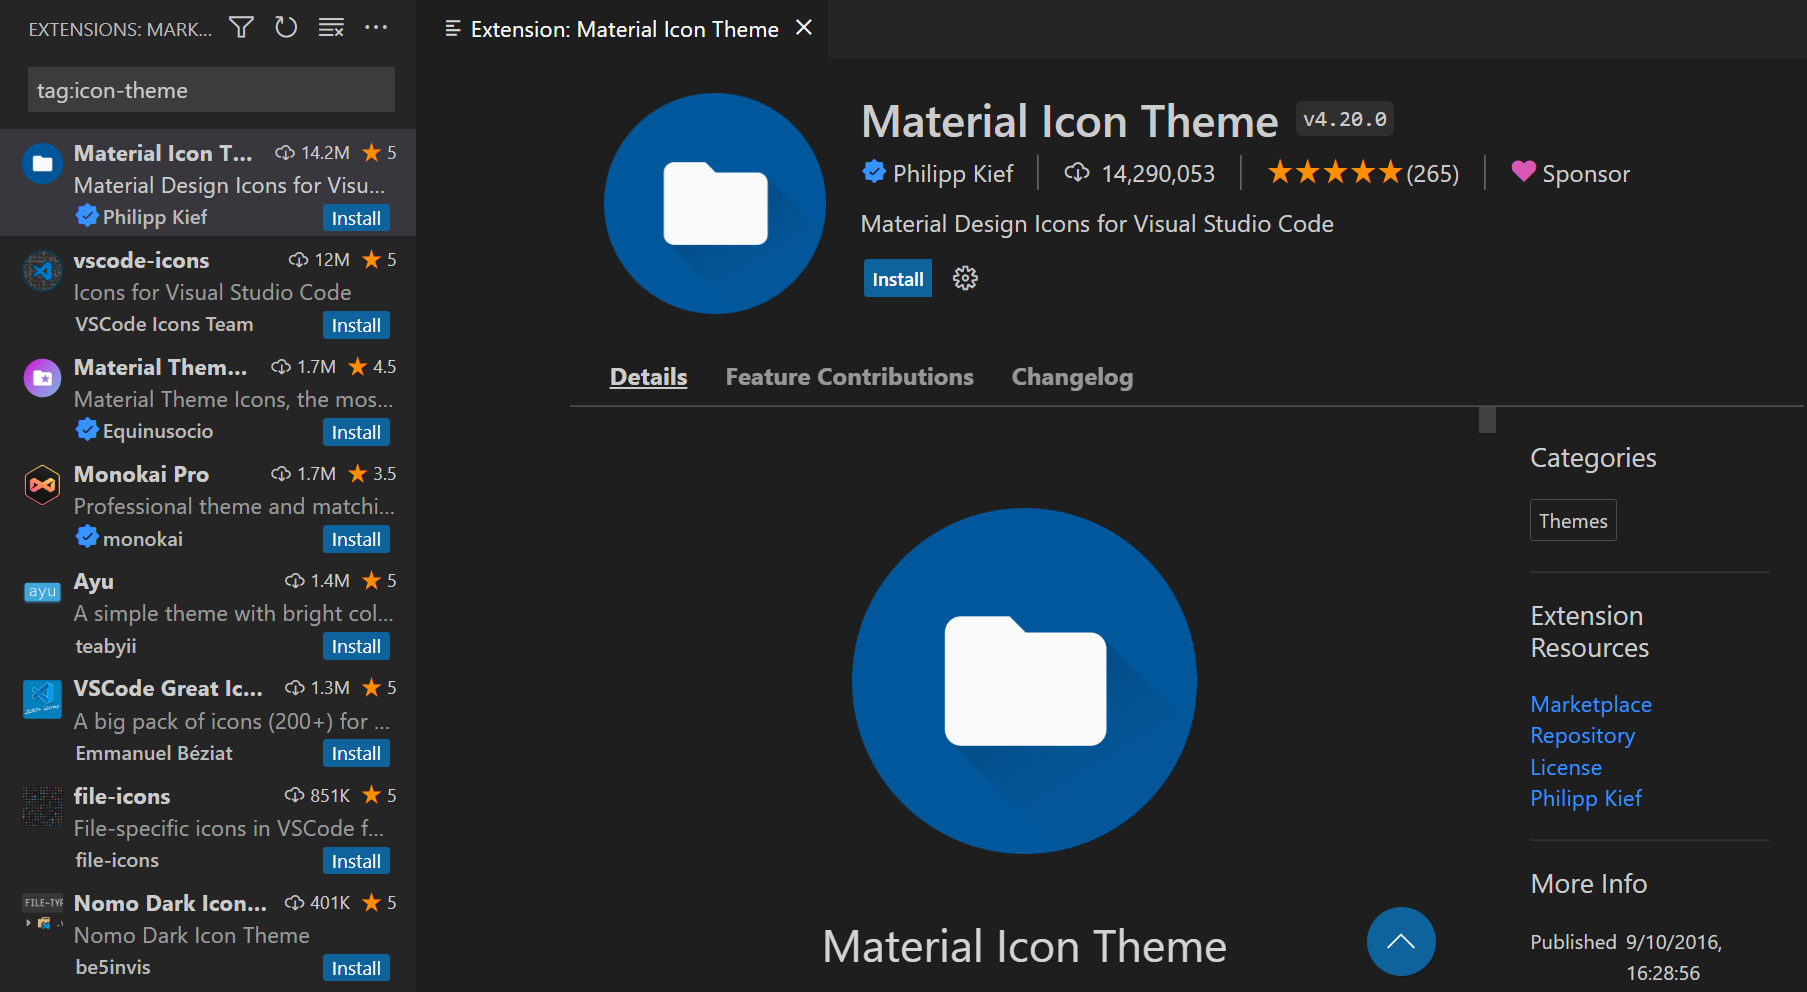 EXTENSIONS: MARK...
tag:icon-theme
Material Icon T... 14.2M 5
Material Design Icons for Visu...
Philipp Kief Install
vscode-icons 12M 5
Icons for Visual Studio Code
VSCode Icons Team Install
Material Them... 1.7M 4.5
Material Theme Icons, the mos...
Equinusocio Install
Monokai Pro 1.7M 3.5
Professional theme and matchi...
monokai Install
ayu
Ayu 1.4M 5
A simple theme with bright col...
teabyii Install
VSCode Great Ic... 1.3M 5
200+ icons
A big pack of icons (200+) for ...
Emmanuel Béziat Install
file-icons 851K 5
File-specific icons in VSCode f...
file-icons Install
FILE-TYP
Nomo Dark Icon... 401K 5
Nomo Dark Icon Theme
be5invis Install
Extension: Material Icon Theme
Material Icon Theme v4.20.0
Philipp Kief 14,290,053 (265) Sponsor
Material Design Icons for Visual Studio Code
Install
Details Feature Contributions Changelog
Material Icon Theme
Categories
Themes
Extension
Resources
Marketplace
Repository
License
Philipp Kief
More Info
Published 9/10/2016,
16:28:56